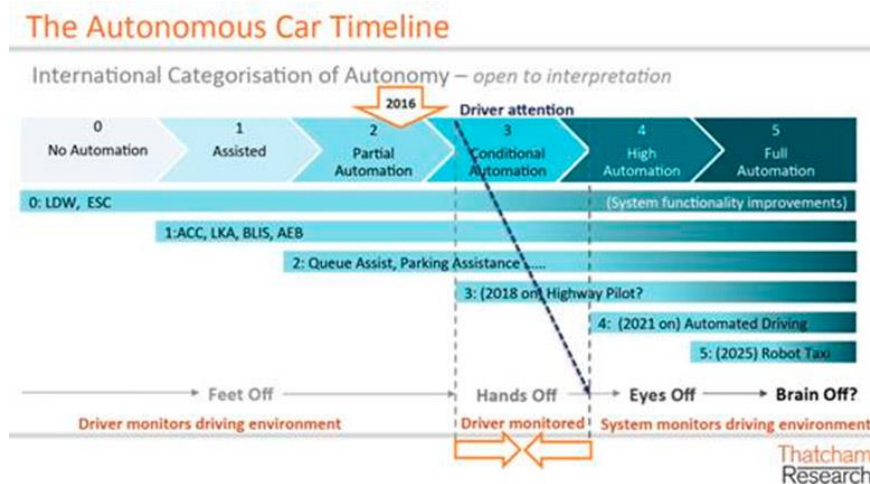 The Autonomous Car Timeline
International Categorisation of Autonomy – open to interpretation
2016
Driver attention
0
No Automation
1
Assisted
2
Partial
Automation
3
Conditional
Automation
4
High
Automation
5
Full
Automation
0: LDW, ESC
(System functionality improvements)
1:ACC, LKA, BLIS, AEB
2: Queue Assist, Parking Assistance .....
3: (2018 on) Highway Pilot?
4: (2021 on) Automated Driving
5: (2025) Robot Taxi
Feet Off
Hands Off
Eyes Off
Brain Off?
Driver monitors driving environment
Driver monitored
System monitors driving environment
Thatcham
Research